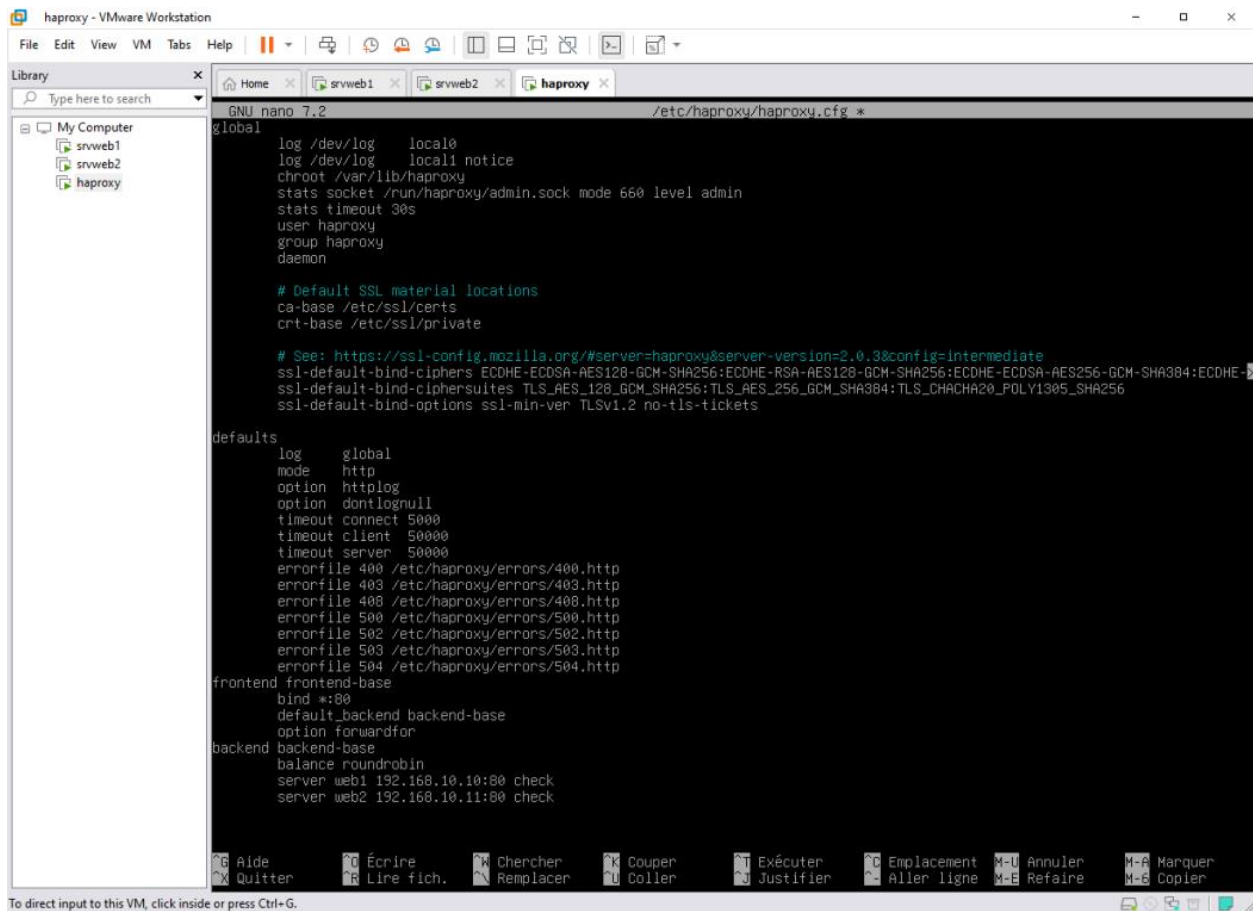 haproxy - VMware Workstation
File Edit View VM Tabs Help
Library
Type here to search
My Computer
srvweb1
srvweb2
haproxy
Home srvweb1 srvweb2 haproxy
GNU nano 7.2 /etc/haproxy/haproxy.cfg *
global
log /dev/log local0
log /dev/log local1 notice
chroot /var/lib/haproxy
stats socket /run/haproxy/admin.sock mode 660 level admin
stats timeout 30s
user haproxy
group haproxy
daemon
# Default SSL material locations
ca-base /etc/ssl/certs
crt-base /etc/ssl/private
# See: https://ssl-config.mozilla.org/#server=haproxy&server-version=2.0.3&config=intermediate
ssl-default-bind-ciphers ECDHE-ECDSA-AES128-GCM-SHA256:ECDHE-RSA-AES128-GCM-SHA256:ECDHE-ECDSA-AES256-GCM-SHA384:ECDHE->
ssl-default-bind-ciphersuites TLS_AES_128_GCM_SHA256:TLS_AES_256_GCM_SHA384:TLS_CHACHA20_POLY1305_SHA256
ssl-default-bind-options ssl-min-ver TLSv1.2 no-tls-tickets
defaults
log global
mode http
option httplog
option dontlognull
timeout connect 5000
timeout client 50000
timeout server 50000
errorfile 400 /etc/haproxy/errors/400.http
errorfile 403 /etc/haproxy/errors/403.http
errorfile 408 /etc/haproxy/errors/408.http
errorfile 500 /etc/haproxy/errors/500.http
errorfile 502 /etc/haproxy/errors/502.http
errorfile 503 /etc/haproxy/errors/503.http
errorfile 504 /etc/haproxy/errors/504.http
frontend frontend-base
bind *:80
default_backend backend-base
option forwardfor
backend backend-base
balance roundrobin
server web1 192.168.10.10:80 check
server web2 192.168.10.11:80 check
^G Aide ^O Écrire ^W Chercher ^K Couper ^T Exécuter ^C Emplacement M-U Annuler M-A Marquer
^X Quitter ^R Lire fich. ^\ Remplacer ^U Coller ^J Justifier ^- Aller ligne M-E Refaire M-6 Copier
To direct input to this VM, click inside or press Ctrl+G.